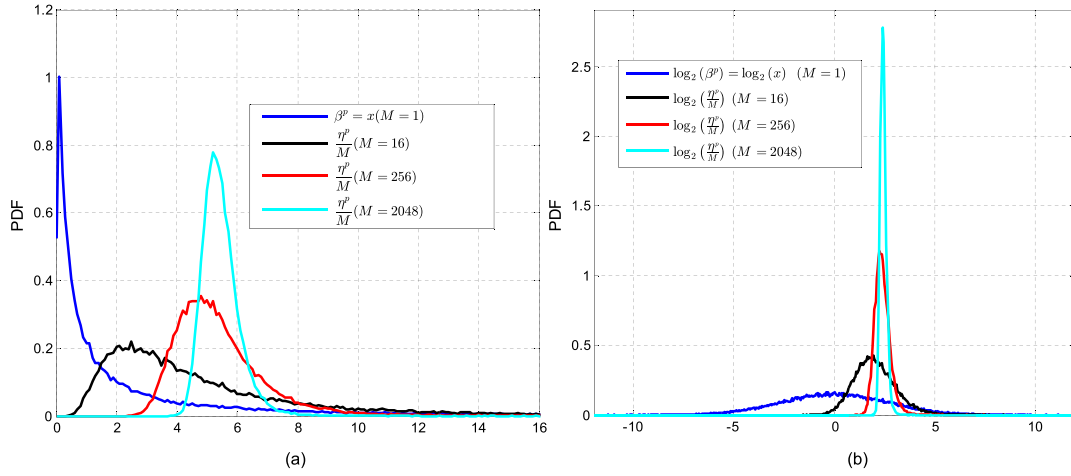 1.2
1
0.8
0.6
0.4
0.2
0
PDF
0 2 4 6 8 10 12 14 16
β^p = x(M = 1)
η^p/M (M = 16)
η^p/M (M = 256)
η^p/M (M = 2048)
(a)
2.5
2
1.5
1
0.5
0
PDF
-10 -5 0 5 10
log₂ (β^p) = log₂ (x) (M = 1)
log₂ (η^p/M) (M = 16)
log₂ (η^p/M) (M = 256)
log₂ (η^p/M) (M = 2048)
(b)